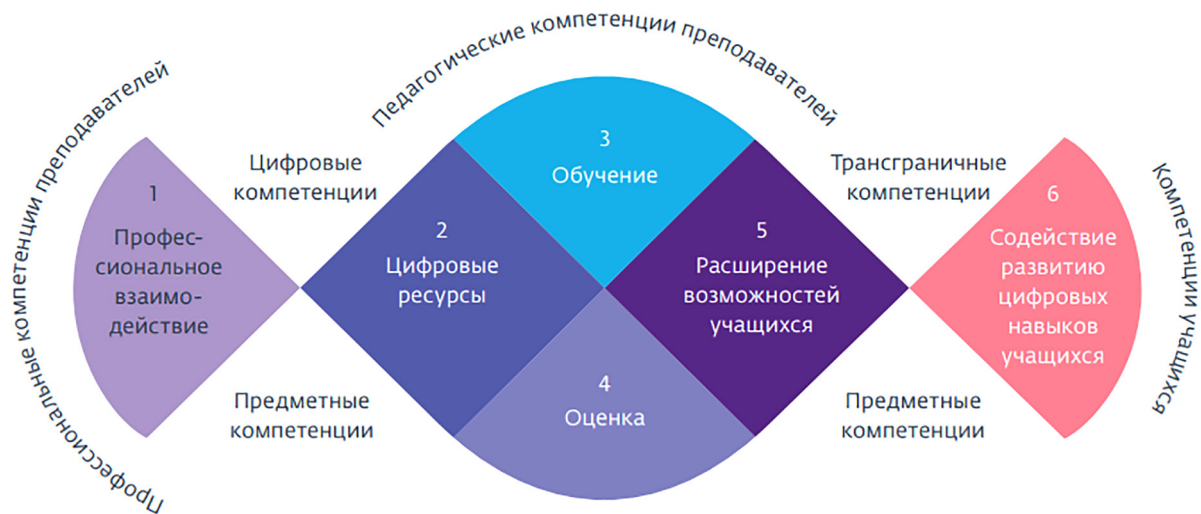 Профессиональные компетенции преподавателей
Педагогические компетенции преподавателей
Компетенции учащихся
1
Профес-
сиональное
взаимо-
действие
Цифровые
компетенции
Предметные
компетенции
2
Цифровые
ресурсы
3
Обучение
4
Оценка
5
Расширение
возможностей
учащихся
Трансграничные
компетенции
Предметные
компетенции
6
Содействие
развитию
цифровых
навыков
учащихся